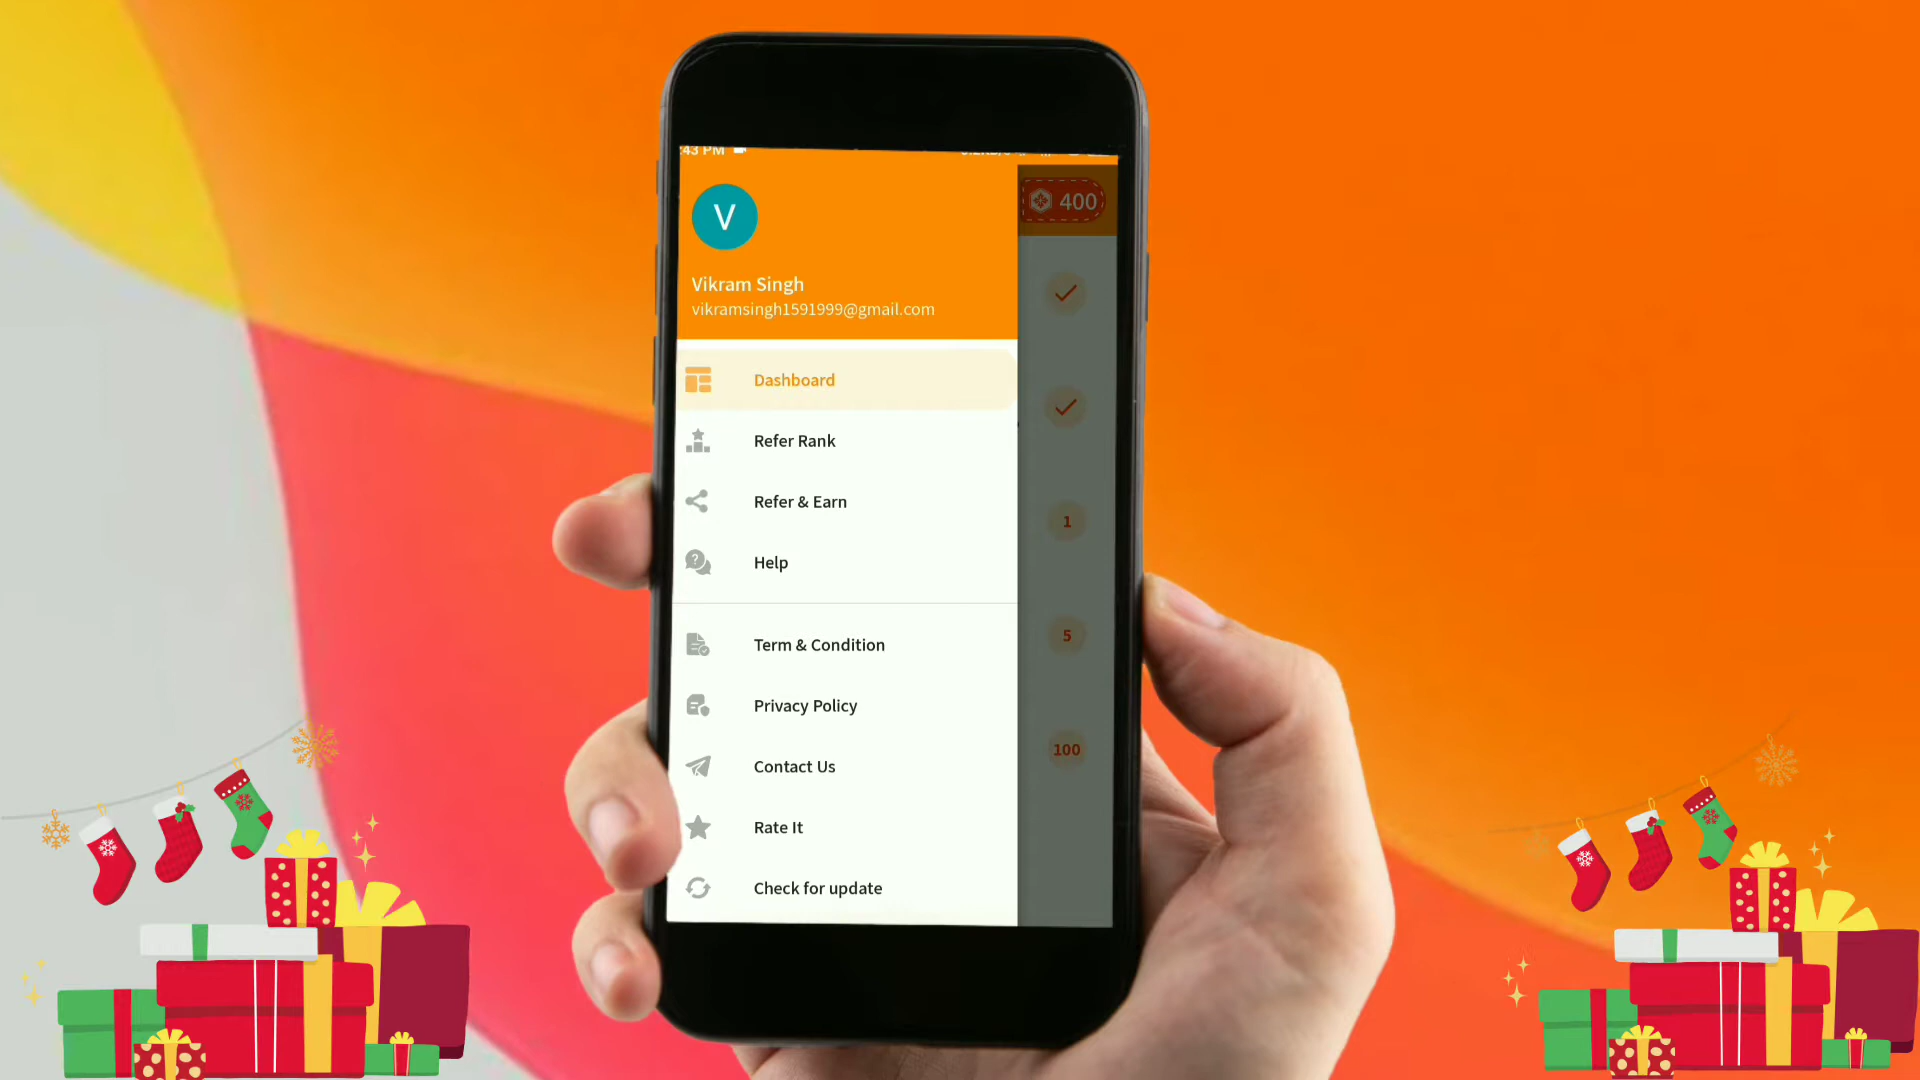 :43 PM
400
V
Vikram Singh
vikramsingh1591999@gmail.com
Dashboard
Refer Rank
Refer & Earn
1
Help
Term & Condition
5
Privacy Policy
100
Contact Us
Rate It
Check for update